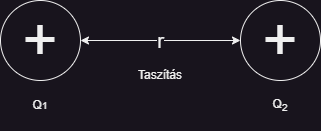 + r +
Taszítás
Q1 Q2